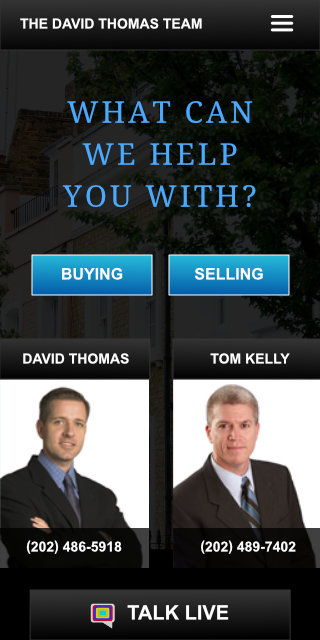 THE DAVID THOMAS TEAM
WHAT CAN
WE HELP
YOU WITH?
BUYING
SELLING
DAVID THOMAS
TOM KELLY
(202) 486-5918
(202) 489-7402
TALK LIVE